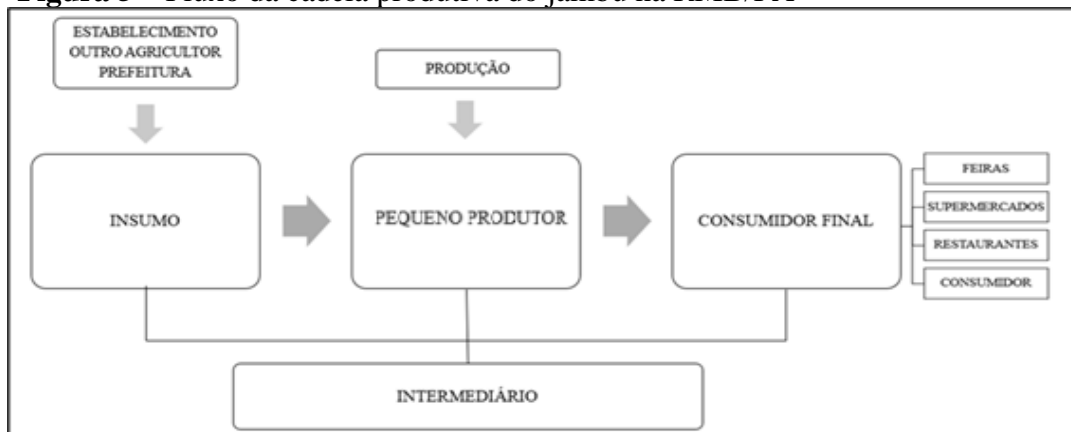 ESTABELECIMENTO
OUTRO AGRICULTOR
PREFEITURA
PRODUÇÃO
INSUMO
PEQUENO PRODUTOR
CONSUMIDOR FINAL
FEIRAS
SUPERMERCADOS
RESTAURANTES
CONSUMIDOR
INTERMEDIÁRIO